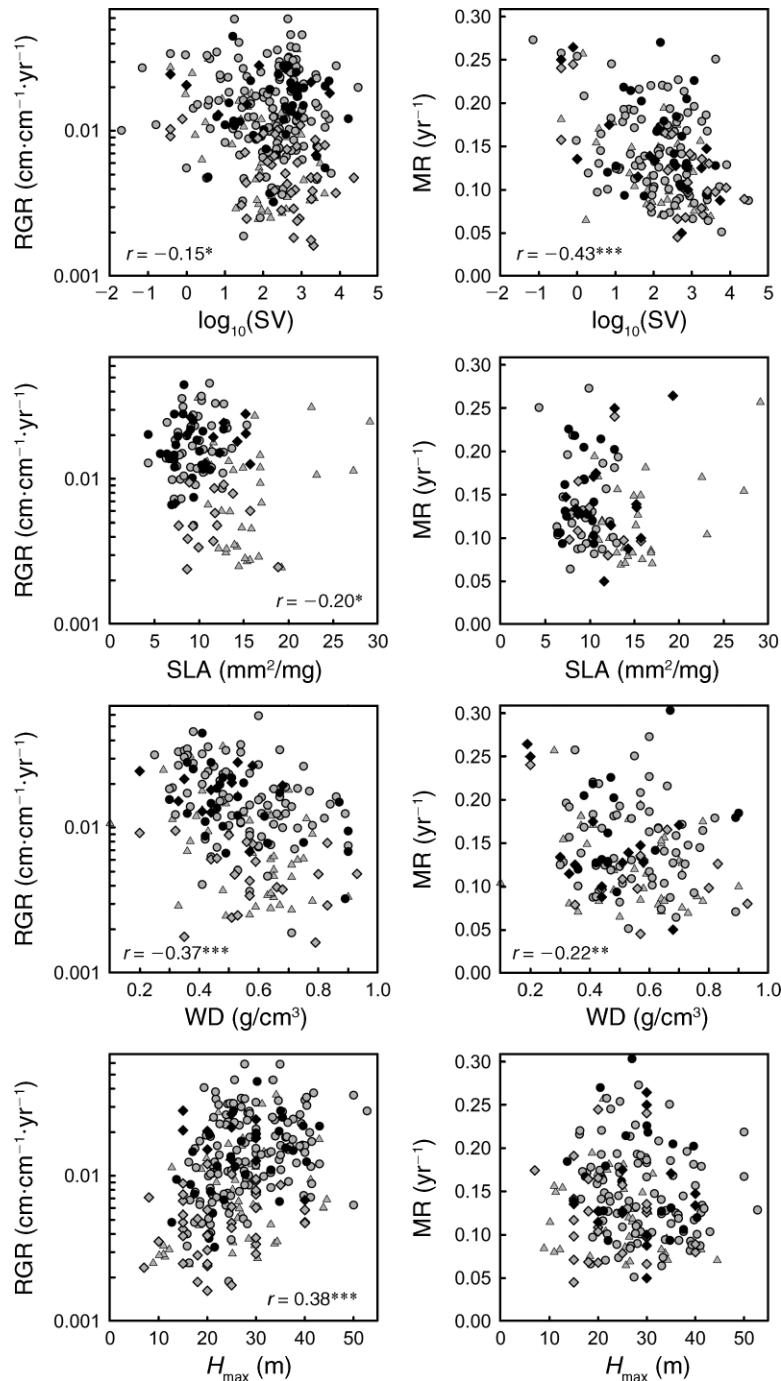 RGR (cm·cm⁻¹·yr⁻¹)
0.01
0.001
r = −0.15*
−2 −1 0 1 2 3 4 5
log₁₀(SV)
MR (yr⁻¹)
0.30
0.25
0.20
0.15
0.10
0.05
0.00
r = −0.43***
−2 −1 0 1 2 3 4 5
log₁₀(SV)
RGR (cm·cm⁻¹·yr⁻¹)
0.01
0.001
r = −0.20*
0 5 10 15 20 25 30
SLA (mm²/mg)
MR (yr⁻¹)
0.30
0.25
0.20
0.15
0.10
0.05
0.00
0 5 10 15 20 25 30
SLA (mm²/mg)
RGR (cm·cm⁻¹·yr⁻¹)
0.01
0.001
r = −0.37***
0.2 0.4 0.6 0.8 1.0
WD (g/cm³)
MR (yr⁻¹)
0.30
0.25
0.20
0.15
0.10
0.05
0.00
r = −0.22**
0.2 0.4 0.6 0.8 1.0
WD (g/cm³)
RGR (cm·cm⁻¹·yr⁻¹)
0.01
0.001
r = 0.38***
0 10 20 30 40 50
Hmax (m)
MR (yr⁻¹)
0.30
0.25
0.20
0.15
0.10
0.05
0.00
0 10 20 30 40 50
Hmax (m)